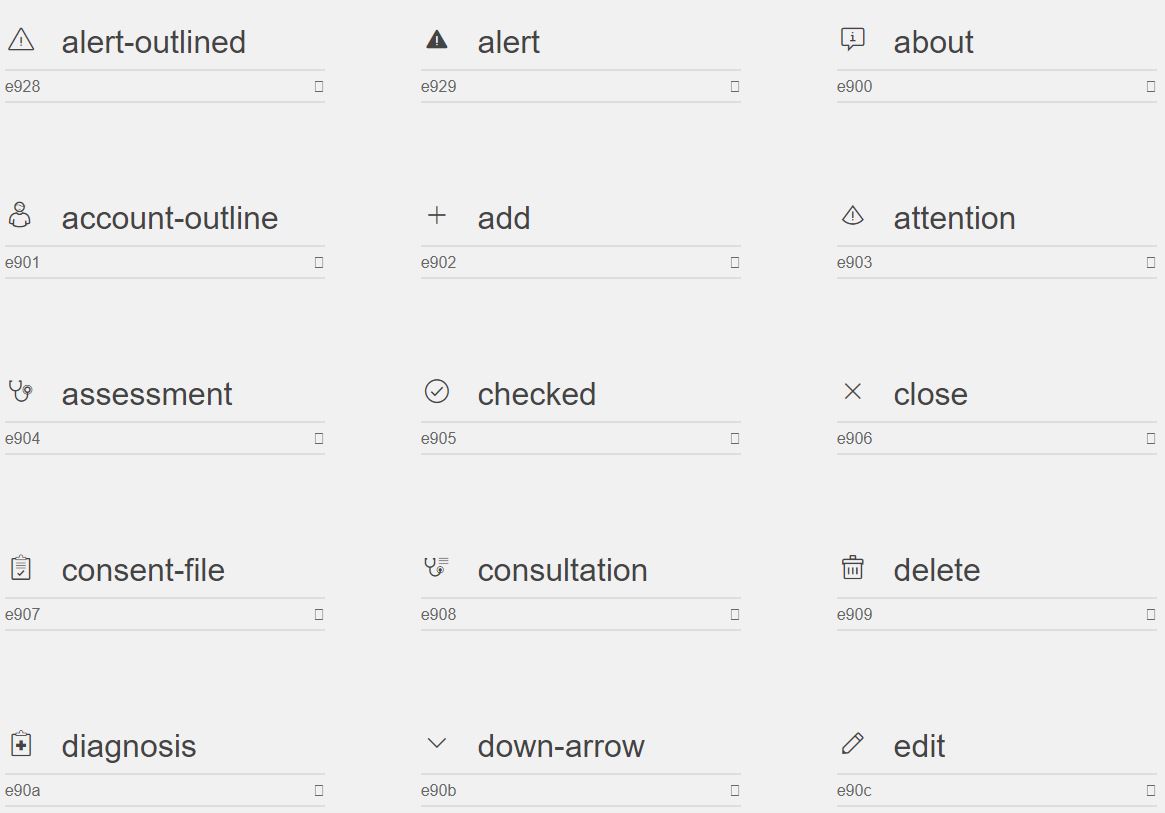 alert-outlined
alert
about
e928
e929
e900
account-outline
add
attention
e901
e902
e903
assessment
checked
close
e904
e905
e906
consent-file
consultation
delete
e907
e908
e909
diagnosis
down-arrow
edit
e90a
e90b
e90c